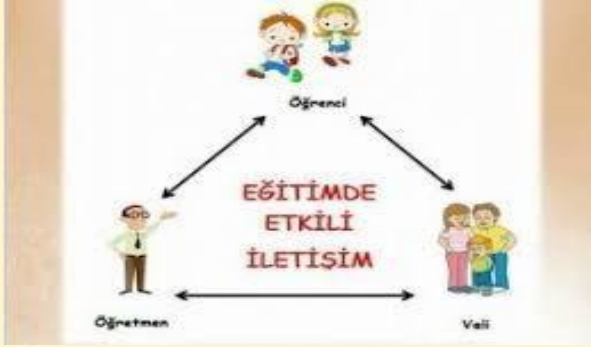 Öğrenci
EĞİTİMDE
ETKİLİ
İLETİŞİM
Öğretmen
Veli